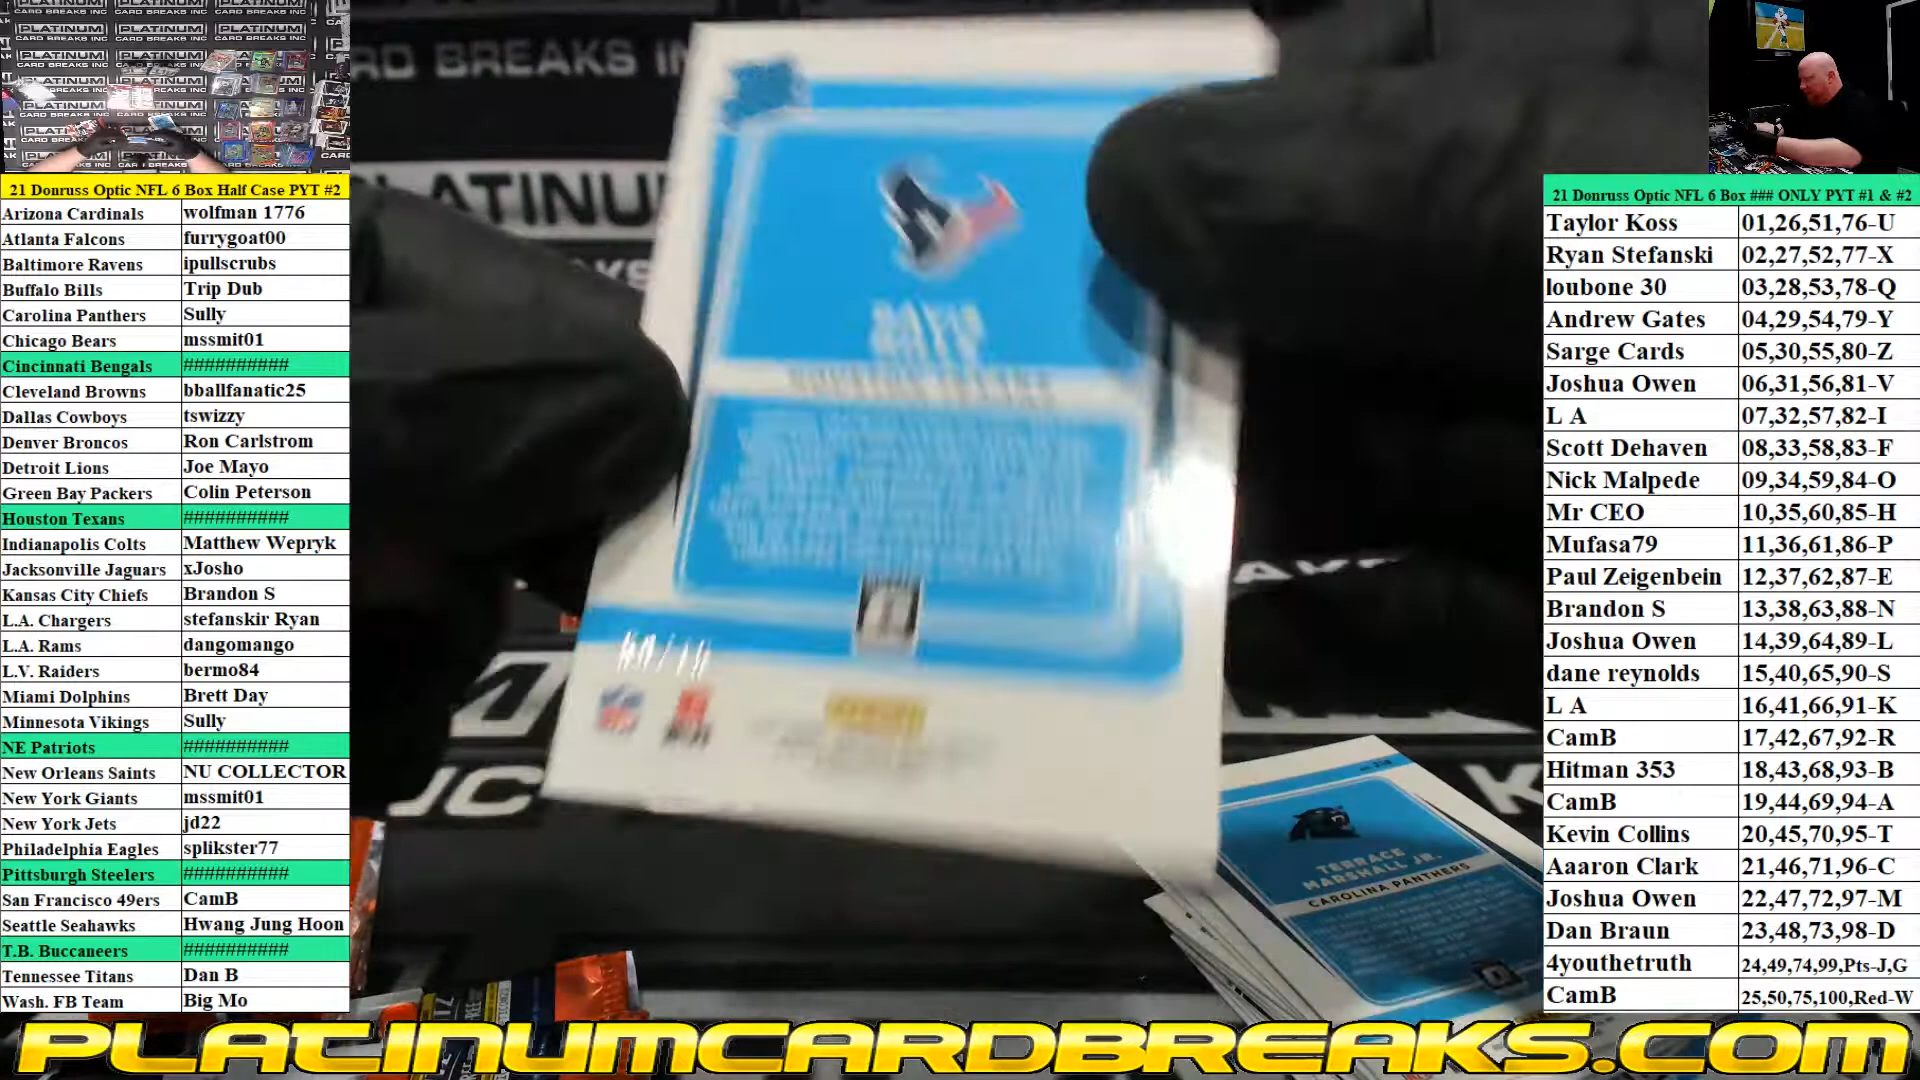 21 Donruss Optic NFL 6 Box Half Case PYT #2
Arizona Cardinals wolfman 1776
Atlanta Falcons furrygoat00
Baltimore Ravens ipullscrubs
Buffalo Bills Trip Dub
Carolina Panthers Sully
Chicago Bears mssmit01
Cincinnati Bengals ##########
Cleveland Browns bballfanatic25
Dallas Cowboys tswizzy
Denver Broncos Ron Carlstrom
Detroit Lions Joe Mayo
Green Bay Packers Colin Peterson
Houston Texans ##########
Indianapolis Colts Matthew Wepryk
Jacksonville Jaguars xJosho
Kansas City Chiefs Brandon S
L.A. Chargers stefanskir Ryan
L.A. Rams dangomango
L.V. Raiders bermo84
Miami Dolphins Brett Day
Minnesota Vikings Sully
NE Patriots ##########
New Orleans Saints NU COLLECTOR
New York Giants mssmit01
New York Jets jd22
Philadelphia Eagles splikster77
Pittsburgh Steelers ##########
San Francisco 49ers CamB
Seattle Seahawks Hwang Jung Hoon
T.B. Buccaneers ##########
Tennessee Titans Dan B
Wash. FB Team Big Mo
RD BREAKS INC
TERRACE
MARSHALL JR.
CAROLINA PANTHERS
21 Donruss Optic NFL 6 Box ### ONLY PYT #1 & #2
Taylor Koss 01,26,51,76-U
Ryan Stefanski 02,27,52,77-X
loubone 30 03,28,53,78-Q
Andrew Gates 04,29,54,79-Y
Sarge Cards 05,30,55,80-Z
Joshua Owen 06,31,56,81-V
L A 07,32,57,82-I
Scott Dehaven 08,33,58,83-F
Nick Malpede 09,34,59,84-O
Mr CEO 10,35,60,85-H
Mufasa79 11,36,61,86-P
Paul Zeigenbein 12,37,62,87-E
Brandon S 13,38,63,88-N
Joshua Owen 14,39,64,89-L
dane reynolds 15,40,65,90-S
L A 16,41,66,91-K
CamB 17,42,67,92-R
Hitman 353 18,43,68,93-B
CamB 19,44,69,94-A
Kevin Collins 20,45,70,95-T
Aaaron Clark 21,46,71,96-C
Joshua Owen 22,47,72,97-M
Dan Braun 23,48,73,98-D
4youthetruth 24,49,74,99,Pts-J,G
CamB 25,50,75,100,Red-W
PLATINUMCARDBREAKS.COM